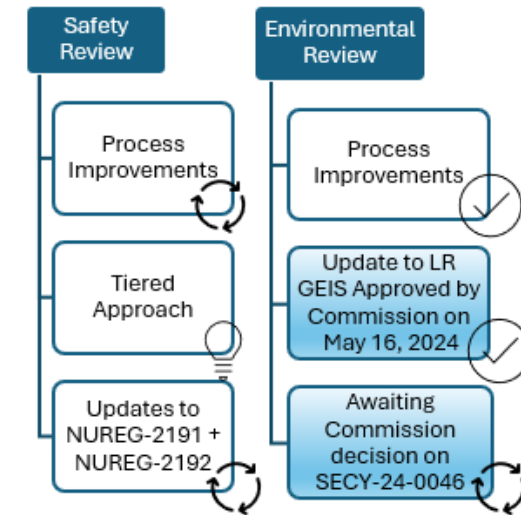 Safety
Review
Process
Improvements
Tiered
Approach
Updates to
NUREG-2191 +
NUREG-2192
Environmental
Review
Process
Improvements
Update to LR
GEIS Approved by
Commission on
May 16, 2024
Awaiting
Commission
decision on
SECY-24-0046